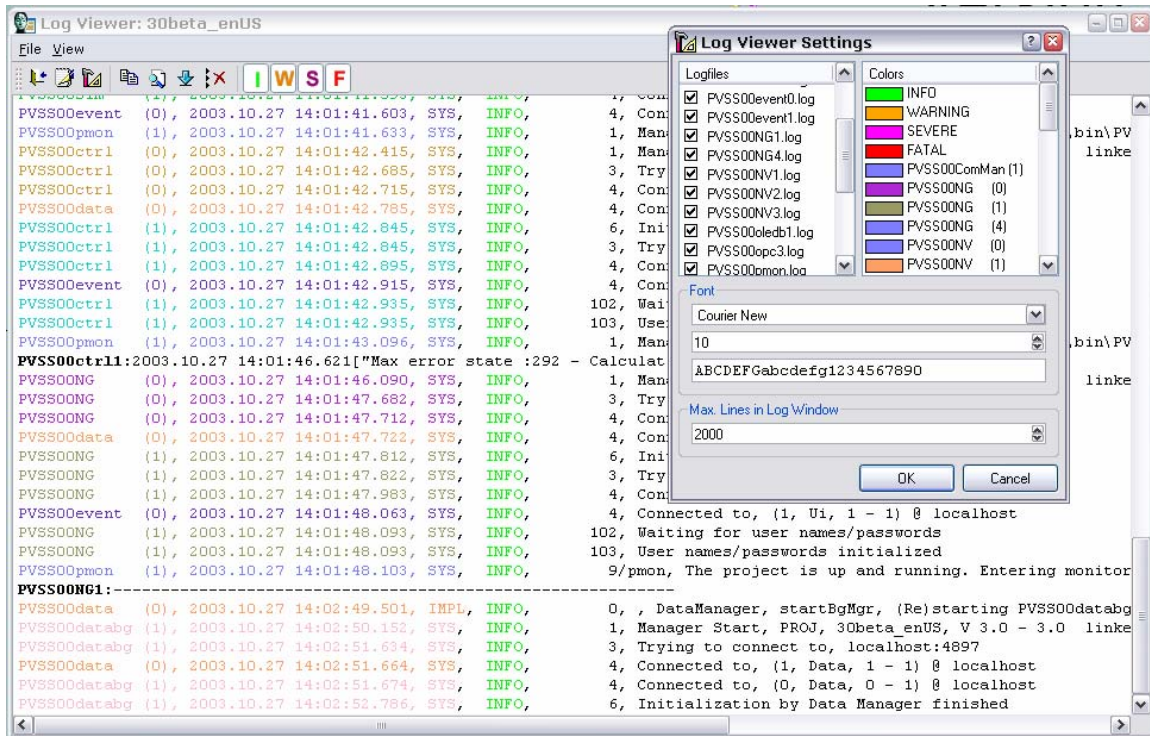 Log Viewer: 30beta_enUS
File View
I W S F
PVSS00event (0), 2003.10.27 14:01:41.603, SYS, INFO, 4, Con
PVSS00pmon (1), 2003.10.27 14:01:41.633, SYS, INFO, 1, Man ,bin\PV
PVSS00ctrl (0), 2003.10.27 14:01:42.415, SYS, INFO, 1, Man linke
PVSS00ctrl (0), 2003.10.27 14:01:42.685, SYS, INFO, 3, Try
PVSS00ctrl (0), 2003.10.27 14:01:42.715, SYS, INFO, 4, Con
PVSS00data (0), 2003.10.27 14:01:42.785, SYS, INFO, 4, Con
PVSS00ctrl (1), 2003.10.27 14:01:42.845, SYS, INFO, 6, Ini
PVSS00ctrl (1), 2003.10.27 14:01:42.845, SYS, INFO, 3, Try
PVSS00ctrl (1), 2003.10.27 14:01:42.895, SYS, INFO, 4, Con
PVSS00event (0), 2003.10.27 14:01:42.915, SYS, INFO, 4, Con
PVSS00ctrl (1), 2003.10.27 14:01:42.935, SYS, INFO, 102, Wai
PVSS00ctrl (1), 2003.10.27 14:01:42.935, SYS, INFO, 103, Use
PVSS00pmon (1), 2003.10.27 14:01:43.096, SYS, INFO, 1, Man ,bin\PV
PVSS00ctrl1:2003.10.27 14:01:46.621["Max error state :292 - Calculat
PVSS00NG (0), 2003.10.27 14:01:46.090, SYS, INFO, 1, Man linke
PVSS00NG (0), 2003.10.27 14:01:47.682, SYS, INFO, 3, Try
PVSS00NG (0), 2003.10.27 14:01:47.712, SYS, INFO, 4, Con
PVSS00data (0), 2003.10.27 14:01:47.722, SYS, INFO, 4, Con
PVSS00NG (1), 2003.10.27 14:01:47.812, SYS, INFO, 6, Ini
PVSS00NG (1), 2003.10.27 14:01:47.822, SYS, INFO, 3, Try
PVSS00NG (1), 2003.10.27 14:01:47.983, SYS, INFO, 4, Con
PVSS00event (0), 2003.10.27 14:01:48.063, SYS, INFO, 4, Connected to, (1, Ui, 1 - 1) @ localhost
PVSS00NG (1), 2003.10.27 14:01:48.093, SYS, INFO, 102, Waiting for user names/passwords
PVSS00NG (1), 2003.10.27 14:01:48.093, SYS, INFO, 103, User names/passwords initialized
PVSS00pmon (1), 2003.10.27 14:01:48.103, SYS, INFO, 9/pmon, The project is up and running. Entering monitor
PVSS00NG1:------------------------------------------------------------
PVSS00data (0), 2003.10.27 14:02:49.501, IMPL, INFO, 0, , DataManager, startBgMgr, (Re)starting PVSS00databg
PVSS00databg (1), 2003.10.27 14:02:50.152, SYS, INFO, 1, Manager Start, PROJ, 30beta_enUS, V 3.0 - 3.0 linke
PVSS00databg (1), 2003.10.27 14:02:51.634, SYS, INFO, 3, Trying to connect to, localhost:4897
PVSS00data (0), 2003.10.27 14:02:51.664, SYS, INFO, 4, Connected to, (1, Data, 1 - 1) @ localhost
PVSS00databg (1), 2003.10.27 14:02:51.674, SYS, INFO, 4, Connected to, (0, Data, 0 - 1) @ localhost
PVSS00databg (1), 2003.10.27 14:02:52.786, SYS, INFO, 6, Initialization by Data Manager finished
Log Viewer Settings
Logfiles
PVSS00event0.log
PVSS00event1.log
PVSS00NG1.log
PVSS00NG4.log
PVSS00NV1.log
PVSS00NV2.log
PVSS00NV3.log
PVSS00oledb1.log
PVSS00opc3.log
PVSS00pmon.log
Colors
INFO
WARNING
SEVERE
FATAL
PVSS00ComMan (1)
PVSS00NG (0)
PVSS00NG (1)
PVSS00NG (4)
PVSS00NV (0)
PVSS00NV (1)
Font
Courier New
10
ABCDEFGabcdefg1234567890
Max. Lines in Log Window
2000
OK Cancel